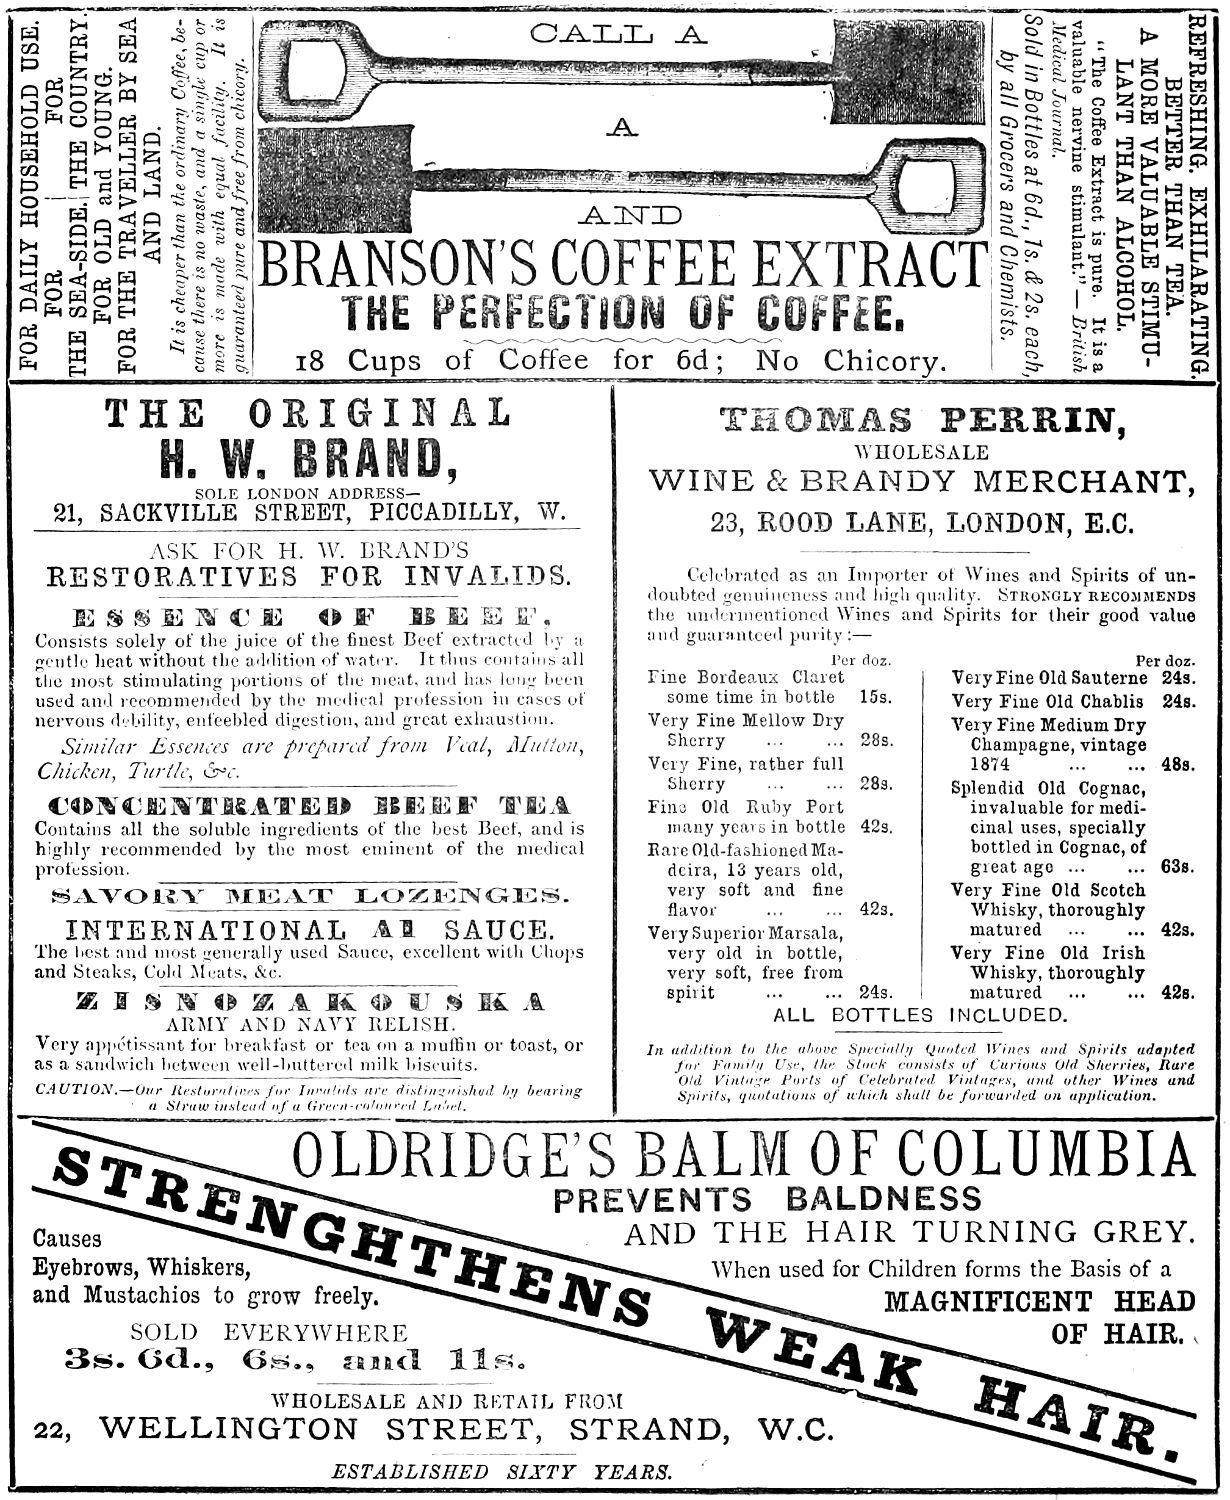 FOR DAILY HOUSEHOLD USE.
FOR FOR
THE SEA-SIDE. THE COUNTRY.
FOR OLD and YOUNG.
FOR THE TRAVELLER BY SEA
AND LAND.
It is cheaper than the ordinary Coffee, be-
cause there is no waste, and a single cup or
more is made with equal facility. It is
guaranteed pure and free from chicory.
CALL A
A
AND
BRANSON'S COFFEE EXTRACT
THE PERFECTION OF COFFEE.
18 Cups of Coffee for 6d; No Chicory.
REFRESHING. EXHILARATING.
BETTER THAN TEA.
A MORE VALUABLE STIMU-
LANT THAN ALCOHOL.
"The Coffee Extract is pure. It is a
valuable nervine stimulant."—British
Medical Journal.
Sold in Bottles at 6d., 1s. & 2s. each,
by all Grocers and Chemists.
THE ORIGINAL
H. W. BRAND,
SOLE LONDON ADDRESS—
21, SACKVILLE STREET, PICCADILLY, W.
ASK FOR H. W. BRAND'S
RESTORATIVES FOR INVALIDS.
ESSENCE OF BEEF.
Consists solely of the juice of the finest Beef extracted by a
gentle heat without the addition of water. It thus contains all
the most stimulating portions of the meat, and has long been
used and recommended by the medical profession in cases of
nervous debility, enfeebled digestion, and great exhaustion.
Similar Essences are prepared from Veal, Mutton,
Chicken, Turtle, &c.
CONCENTRATED BEEF TEA
Contains all the soluble ingredients of the best Beef, and is
highly recommended by the most eminent of the medical
profession.
SAVORY MEAT LOZENGES.
INTERNATIONAL A1 SAUCE.
The best and most generally used Sauce, excellent with Chops
and Steaks, Cold Meats, &c.
ZISNOZAKOUSKA
ARMY AND NAVY RELISH.
Very appétissant for breakfast or tea on a muffin or toast, or
as a sandwich between well-buttered milk biscuits.
CAUTION.—Our Restoratives for Invalids are distinguished by bearing
a Straw instead of a Green-coloured Label.
THOMAS PERRIN,
WHOLESALE
WINE & BRANDY MERCHANT,
23, ROOD LANE, LONDON, E.C.
Celebrated as an Importer of Wines and Spirits of un-
doubted genuineness and high quality. STRONGLY RECOMMENDS
the undermentioned Wines and Spirits for their good value
and guaranteed purity:—
Per doz.
Fine Bordeaux Claret
some time in bottle 15s.
Very Fine Mellow Dry
Sherry ... ... 28s.
Very Fine, rather full
Sherry ... ... 28s.
Fine Old Ruby Port
many years in bottle 42s.
Rare Old-fashioned Ma-
deira, 13 years old,
very soft and fine
flavor ... ... 42s.
Very Superior Marsala,
very old in bottle,
very soft, free from
spirit ... ... 24s.
Per doz.
Very Fine Old Sauterne 24s.
Very Fine Old Chablis 24s.
Very Fine Medium Dry
Champagne, vintage
1874 ... ... 48s.
Splendid Old Cognac,
invaluable for medi-
cinal uses, specially
bottled in Cognac, of
great age ... ... 63s.
Very Fine Old Scotch
Whisky, thoroughly
matured ... ... 42s.
Very Fine Old Irish
Whisky, thoroughly
matured ... ... 42s.
ALL BOTTLES INCLUDED.
In addition to the above Specially Quoted Wines and Spirits adapted
for Family Use, the Stock consists of Curious Old Sherries, Rare
Old Vintage Ports of Celebrated Vintages, and other Wines and
Spirits, quotations of which shall be forwarded on application.
OLDRIDGE'S BALM OF COLUMBIA
PREVENTS BALDNESS
AND THE HAIR TURNING GREY.
When used for Children forms the Basis of a
MAGNIFICENT HEAD
OF HAIR.
STRENGHTHENS WEAK HAIR.
Causes
Eyebrows, Whiskers,
and Mustachios to grow freely.
SOLD EVERYWHERE
3s. 6d., 6s., and 11s.
WHOLESALE AND RETAIL FROM
22, WELLINGTON STREET, STRAND, W.C.
ESTABLISHED SIXTY YEARS.